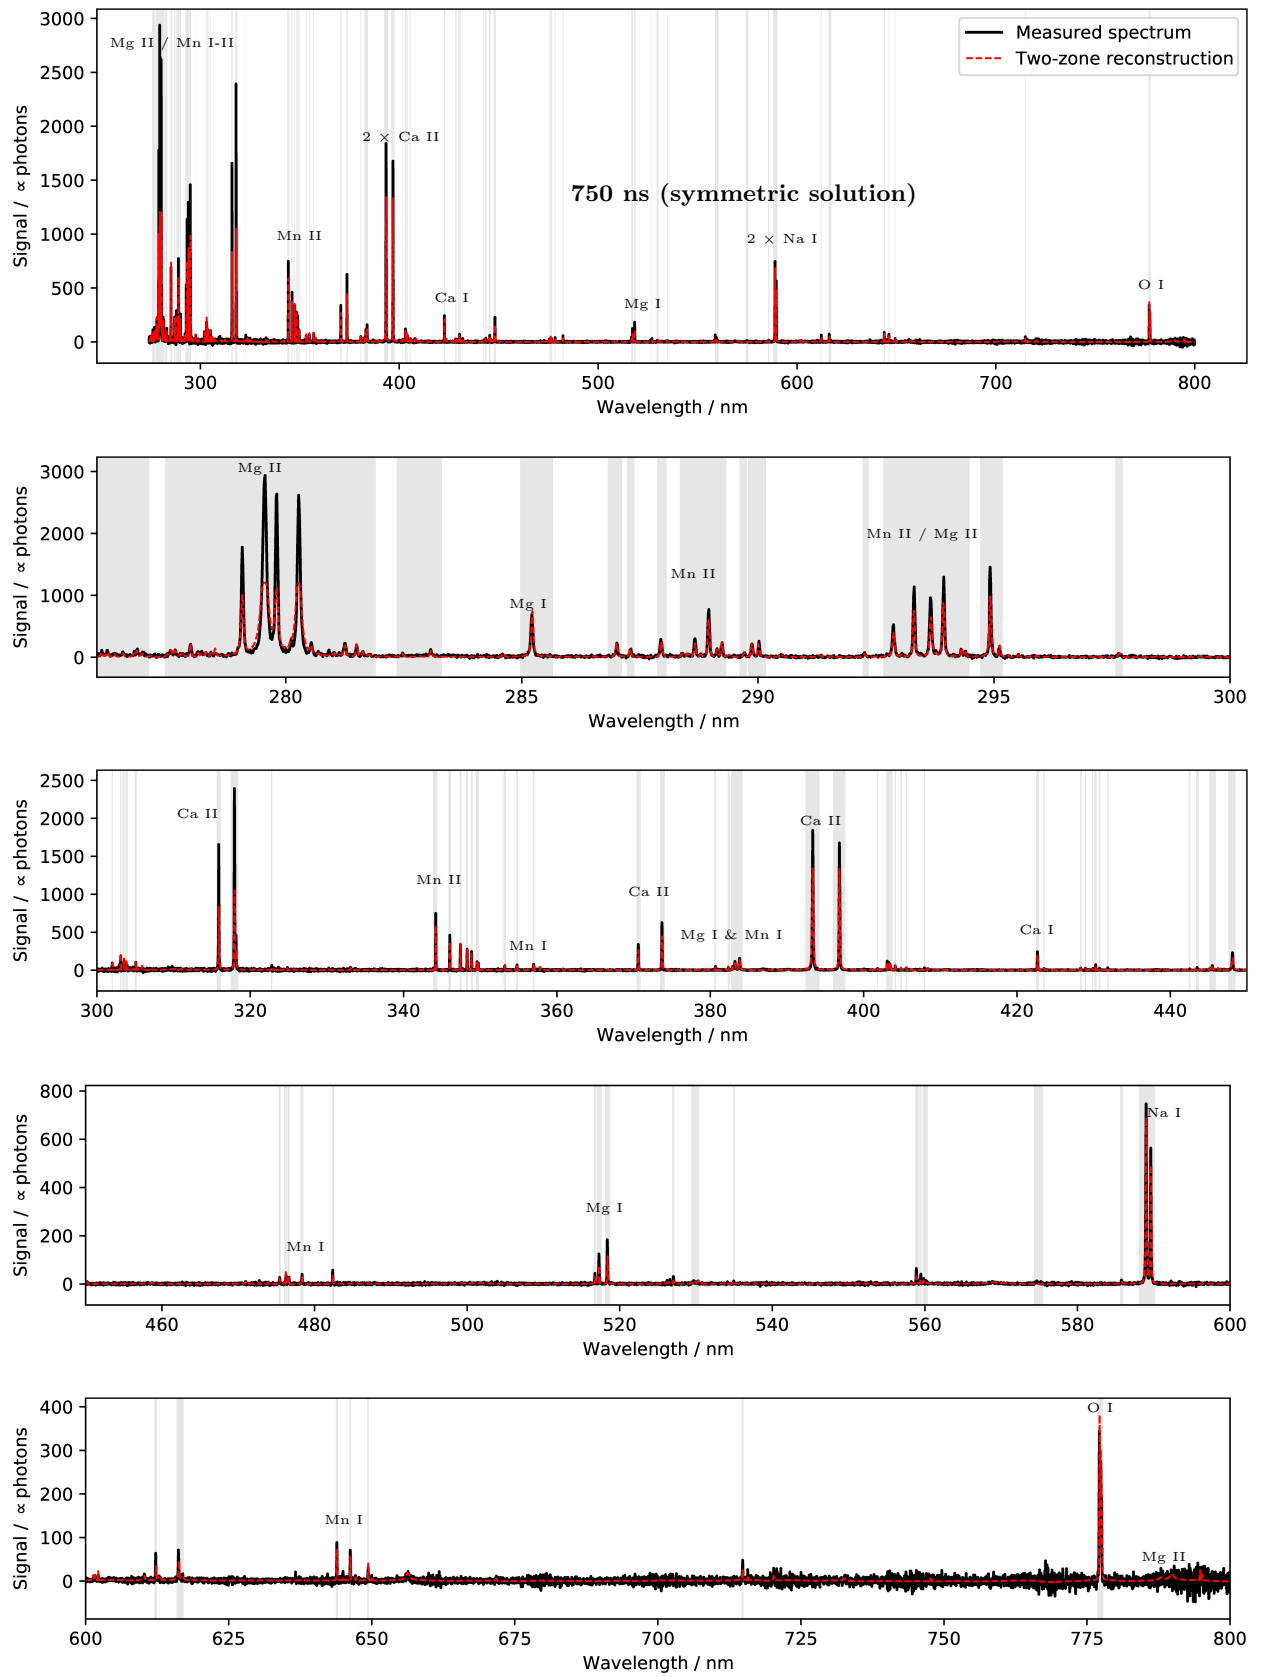 3000
2500
2000
1500
1000
500
0
Signal / ∝ photons
Mg II / Mn I-II
Mn II
2 × Ca II
Ca I
750 ns (symmetric solution)
Mg I
2 × Na I
O I
Measured spectrum
Two-zone reconstruction
300 400 500 600 700 800
Wavelength / nm
3000
2000
1000
0
Signal / ∝ photons
Mg II
Mg I
Mn II
Mn II / Mg II
280 285 290 295 300
Wavelength / nm
2500
2000
1500
1000
500
0
Signal / ∝ photons
Ca II
Mn II
Mn I
Ca II
Mg I & Mn I
Ca II
Ca I
300 320 340 360 380 400 420 440
Wavelength / nm
800
600
400
200
0
Signal / ∝ photons
Mn I
Mg I
Na I
460 480 500 520 540 560 580 600
Wavelength / nm
400
300
200
100
0
Signal / ∝ photons
Mn I
O I
Mg II
600 625 650 675 700 725 750 775 800
Wavelength / nm